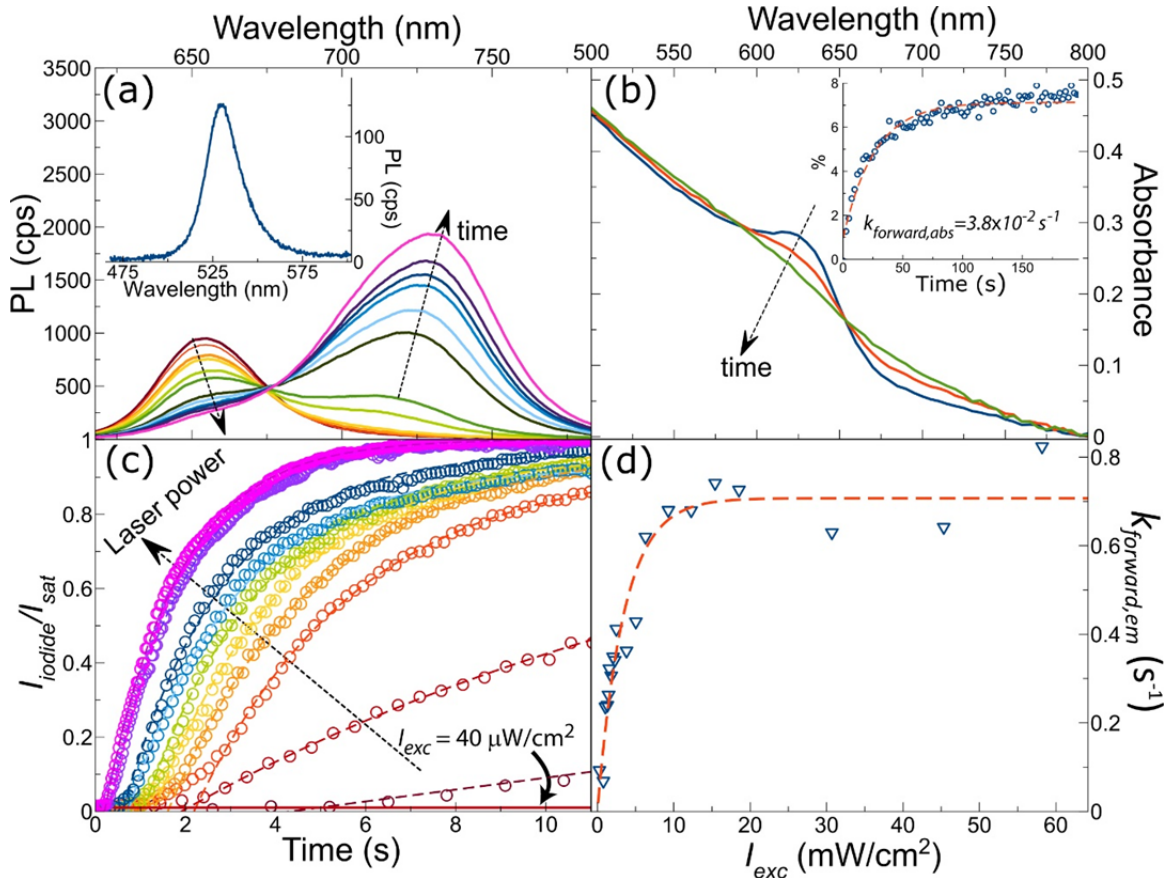 Wavelength (nm)
650 700 750
Wavelength (nm)
500 550 600 650 700 750 800
(a)
PL (cps)
3500
3000
2500
2000
1500
1000
500
100
50
0
PL (cps)
475 525 575
Wavelength (nm)
time
(b)
Absorbance
0.5
0.4
0.3
0.2
0.1
0
time
%
8
6
4
2
0
k_forward,abs=3.8x10⁻² s⁻¹
0 50 100 150
Time (s)
(c)
I_iodide/I_sat
1
0.8
0.6
0.4
0.2
0
Laser power
I_exc = 40 μW/cm²
0 2 4 6 8 10
Time (s)
(d)
k_forward,em (s⁻¹)
0.8
0.6
0.4
0.2
0
0 10 20 30 40 50 60
I_exc (mW/cm²)